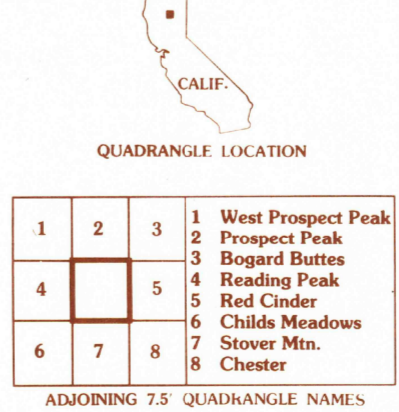 CALIF.
QUADRANGLE LOCATION
1 2 3 1 West Prospect Peak
2 Prospect Peak
3 Bogard Buttes
4 5 4 Reading Peak
5 Red Cinder
6 Childs Meadows
6 7 8 7 Stover Mtn.
8 Chester
ADJOINING 7.5' QUADRANGLE NAMES